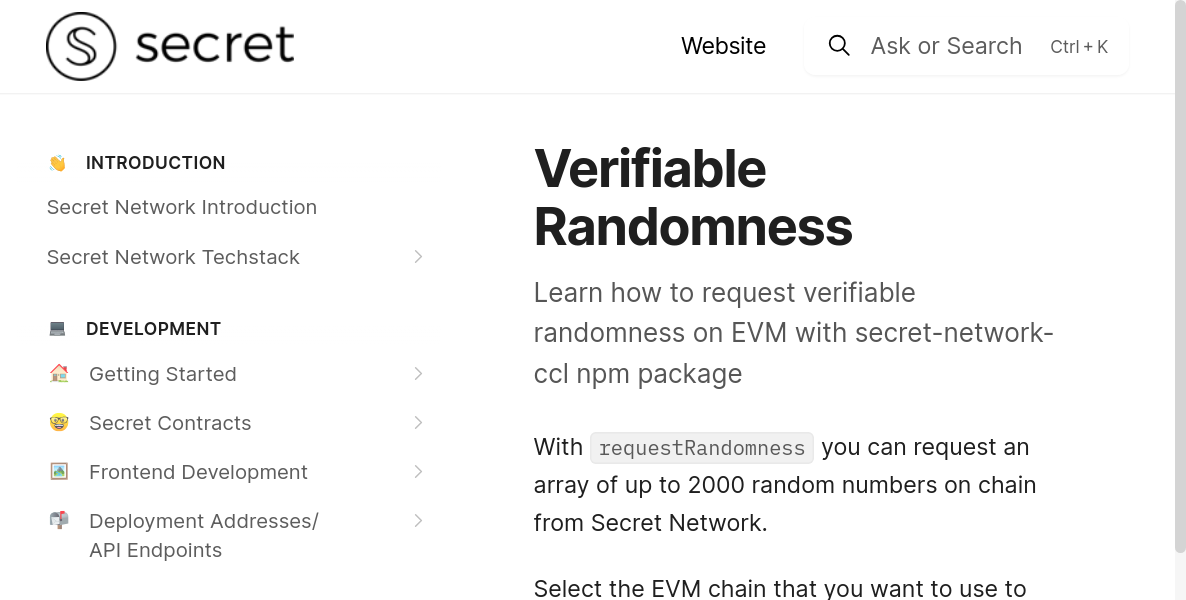 secret
Website
Ask or Search
Ctrl + K
INTRODUCTION
Secret Network Introduction
Secret Network Techstack
DEVELOPMENT
Getting Started
Secret Contracts
Frontend Development
Deployment Addresses/
API Endpoints
Verifiable
Randomness
Learn how to request verifiable
randomness on EVM with secret-network-
ccl npm package
With requestRandomness you can request an
array of up to 2000 random numbers on chain
from Secret Network.
Select the EVM chain that you want to use to